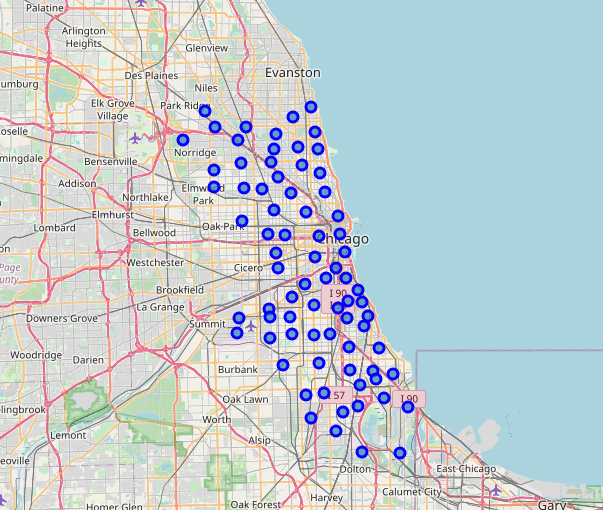 Palatine
Arlington
Heights
Glenview
Evanston
Des Plaines
umburg
Niles
Elk Grove
Village
Park Ridge
oselle
Norridge
Bensenville
mingdale
Addison
Elmwood
Park
Northlake
Elmhurst
Oak Park
Lombard
Bellwood
Chicago
on
Westchester
Cicero
Page
County
Brookfield
I 90
La Grange
Downers Grove
Summit
Woodridge
Darien
Burbank
I 57
I 90
Oak Lawn
olingbrook
Worth
Lemont
Alsip
eoville
Dolton
East Chicago
Calumet City
Harvey
Oak Forest
Homer Glen
Gary